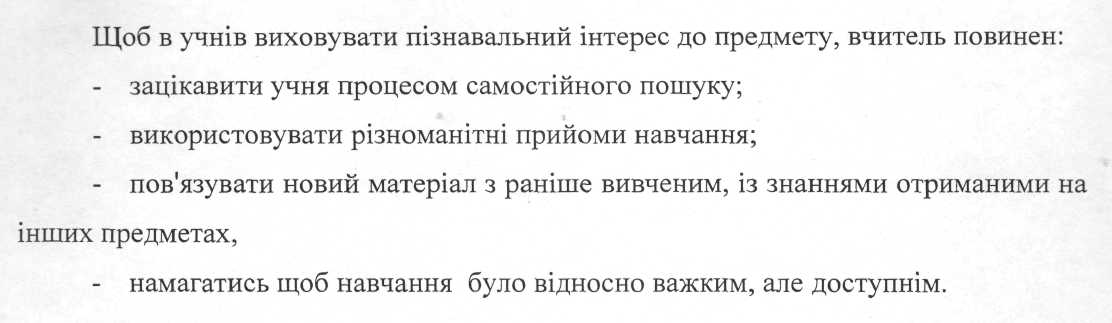 Щоб в учнів виховувати пізнавальний інтерес до предмету, вчитель повинен:
- зацікавити учня процесом самостійного пошуку;
- використовувати різноманітні прийоми навчання;
- пов'язувати новий матеріал з раніше вивченим, із знаннями отриманими на
інших предметах,
- намагатись щоб навчання було відносно важким, але доступнім.